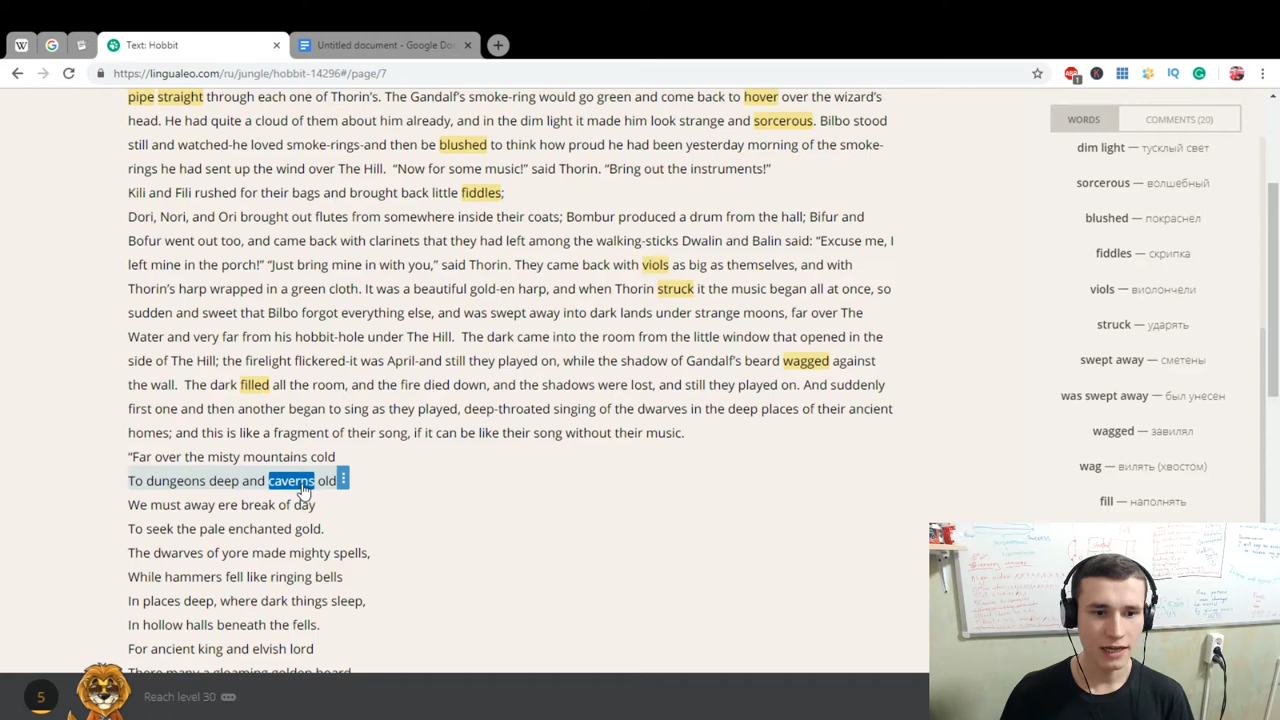 W
G
Text: Hobbit
×
Untitled document - Google Do
×
+
https://lingualeo.com/ru/jungle/hobbit-14296#/page/7
ABP
1
K
IQ
G
pipe straight through each one of Thorin’s. The Gandalf’s smoke-ring would go green and come back to hover over the wizard’s
head. He had quite a cloud of them about him already, and in the dim light it made him look strange and sorcerous. Bilbo stood
still and watched-he loved smoke-rings-and then be blushed to think how proud he had been yesterday morning of the smoke-
rings he had sent up the wind over The Hill. “Now for some music!” said Thorin. “Bring out the instruments!”
Kili and Fili rushed for their bags and brought back little fiddles;
Dori, Nori, and Ori brought out flutes from somewhere inside their coats; Bombur produced a drum from the hall; Bifur and
Bofur went out too, and came back with clarinets that they had left among the walking-sticks Dwalin and Balin said: “Excuse me, I
left mine in the porch!” “Just bring mine in with you,” said Thorin. They came back with viols as big as themselves, and with
Thorin’s harp wrapped in a green cloth. It was a beautiful gold-en harp, and when Thorin struck it the music began all at once, so
sudden and sweet that Bilbo forgot everything else, and was swept away into dark lands under strange moons, far over The
Water and very far from his hobbit-hole under The Hill. The dark came into the room from the little window that opened in the
side of The Hill; the firelight flickered-it was April-and still they played on, while the shadow of Gandalf’s beard wagged against
the wall. The dark filled all the room, and the fire died down, and the shadows were lost, and still they played on. And suddenly
first one and then another began to sing as they played, deep-throated singing of the dwarves in the deep places of their ancient
homes; and this is like a fragment of their song, if it can be like their song without their music.
“Far over the misty mountains cold
To dungeons deep and caverns old
We must away ere break of day
To seek the pale enchanted gold.
The dwarves of yore made mighty spells,
While hammers fell like ringing bells
In places deep, where dark things sleep,
In hollow halls beneath the fells.
For ancient king and elvish lord
There many a gleaming golden hoard
WORDS
COMMENTS (20)
dim light — тусклый свет
sorcerous — волшебный
blushed — покраснел
fiddles — скрипка
viols — виолончели
struck — ударять
swept away — сметены
was swept away — был унесен
wagged — завилял
wag — вилять (хвостом)
fill — наполнять
5
Reach level 30